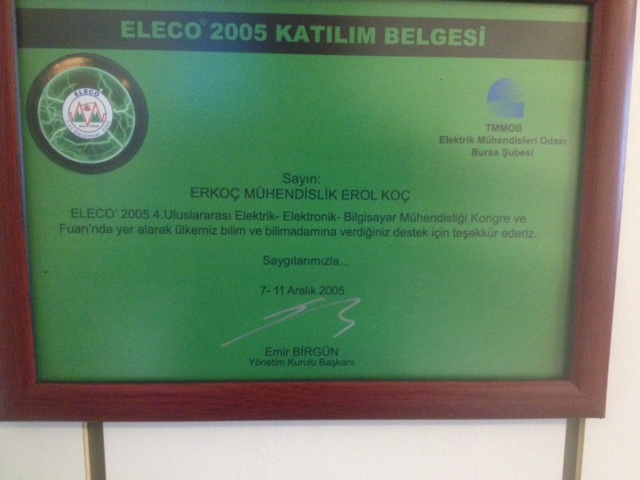 ELECO® 2005 KATILIM BELGESİ
ELECO
TMMOB
Elektrik Mühendisleri Odası
Bursa Şubesi
Sayın:
ERKOÇ MÜHENDİSLİK EROL KOÇ
ELECO' 2005 4.Uluslararası Elektrik- Elektronik- Bilgisayar Mühendisliği Kongre ve
Fuarı'nda yer alarak ülkemiz bilim ve bilimadamına verdiğiniz destek için teşekkür ederiz.
Saygılarımızla..
7- 11 Aralık 2005
Emir BİRGÜN
Yönetim Kurulu Başkanı